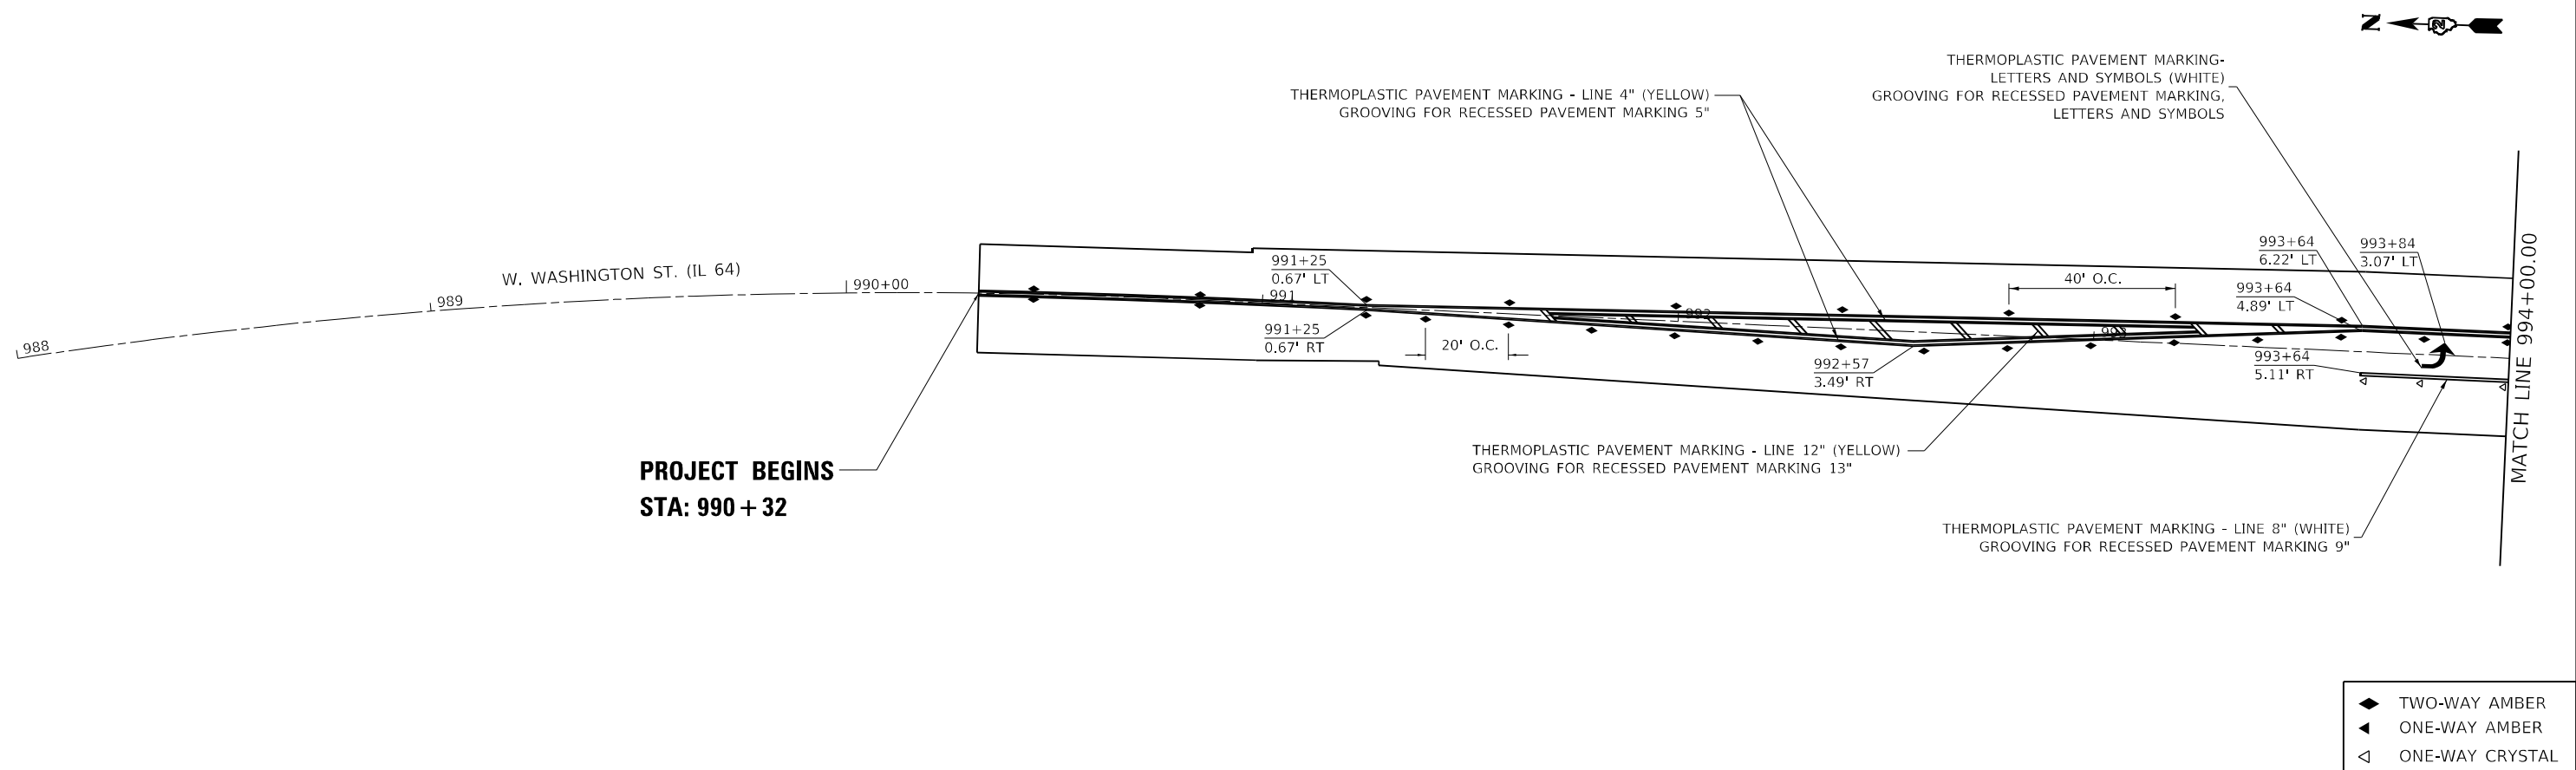 N
THERMOPLASTIC PAVEMENT MARKING-
LETTERS AND SYMBOLS (WHITE)
GROOVING FOR RECESSED PAVEMENT MARKING,
LETTERS AND SYMBOLS
THERMOPLASTIC PAVEMENT MARKING - LINE 4" (YELLOW)
GROOVING FOR RECESSED PAVEMENT MARKING 5"
W. WASHINGTON ST. (IL 64)
988
989
990+00
991
992
993
991+25
0.67' LT
991+25
0.67' RT
20' O.C.
40' O.C.
992+57
3.49' RT
993+64
6.22' LT
993+84
3.07' LT
993+64
4.89' LT
993+64
5.11' RT
MATCH LINE 994+00.00
PROJECT BEGINS
STA: 990+32
THERMOPLASTIC PAVEMENT MARKING - LINE 12" (YELLOW)
GROOVING FOR RECESSED PAVEMENT MARKING 13"
THERMOPLASTIC PAVEMENT MARKING - LINE 8" (WHITE)
GROOVING FOR RECESSED PAVEMENT MARKING 9"
TWO-WAY AMBER
ONE-WAY AMBER
ONE-WAY CRYSTAL